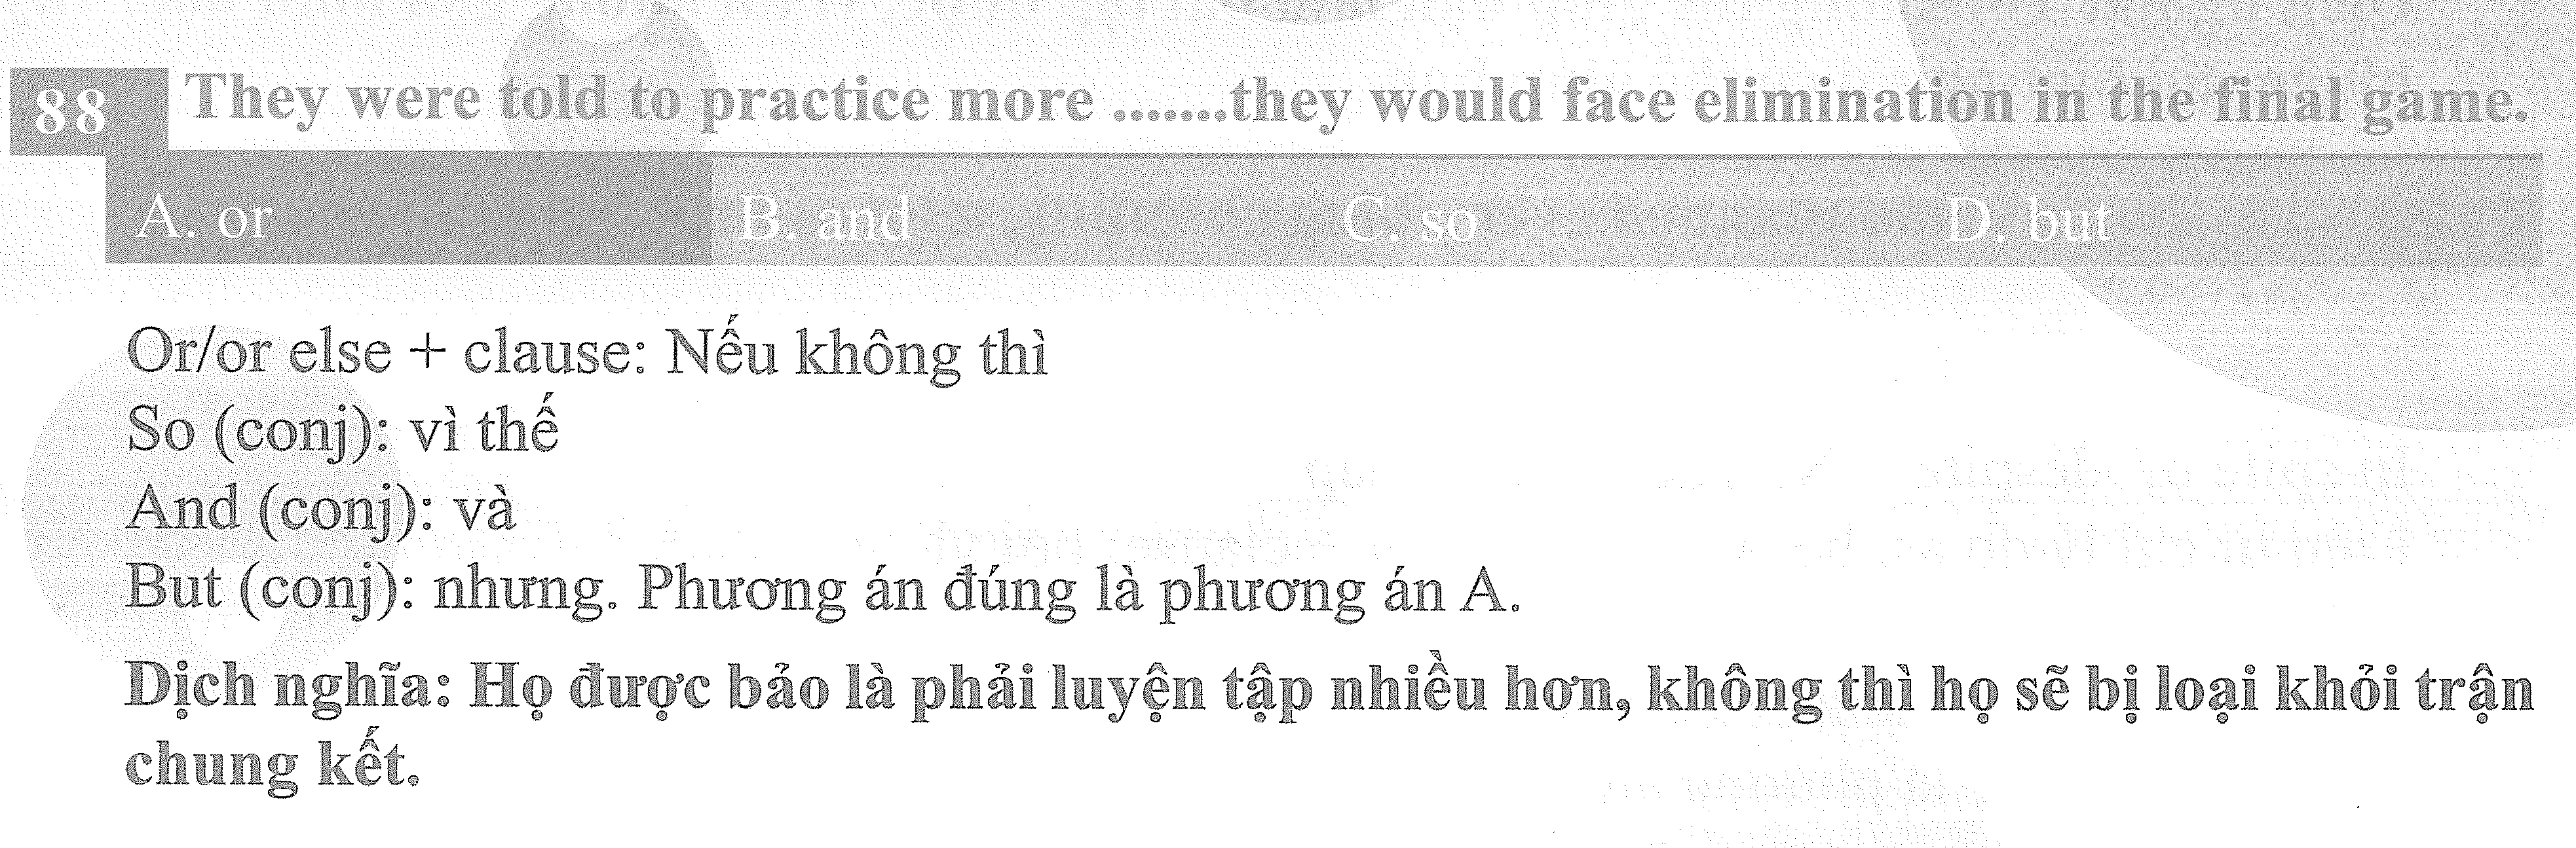 88 They were told to practice more .......they would face elimination in the final game.
A. or B. and C. so D. but
Or/or else + clause: Nếu không thì
So (conj): vì thế
And (conj): và
But (conj): nhưng. Phương án đúng là phương án A.
Dịch nghĩa: Họ được bảo là phải luyện tập nhiều hơn, không thì họ sẽ bị loại khỏi trận
chung kết.